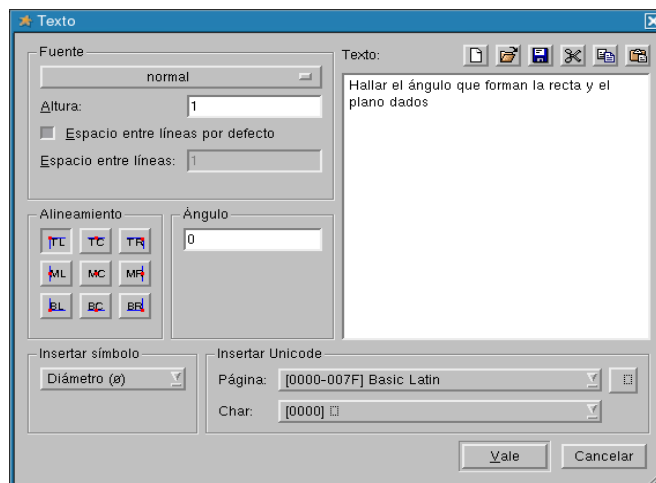 Texto
Fuente
normal
Altura:
1
Espacio entre líneas por defecto
Espacio entre líneas:
1
Alineamiento
TL TC TR
ML MC MR
BL BC BR
Ángulo
0
Texto:
Hallar el ángulo que forman la recta y el
plano dados
Insertar símbolo
Diámetro (ø)
Insertar Unicode
Página:
[0000-007F] Basic Latin
Char:
[0000]
Vale
Cancelar